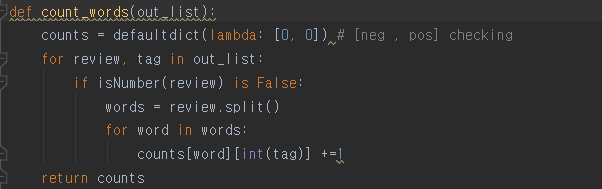 def count_words(out_list):
    counts = defaultdict(lambda: [0, 0]) # [neg , pos] checking
    for review, tag in out_list:
        if isNumber(review) is False:
            words = review.split()
            for word in words:
                counts[word][int(tag)] +=1
    return counts